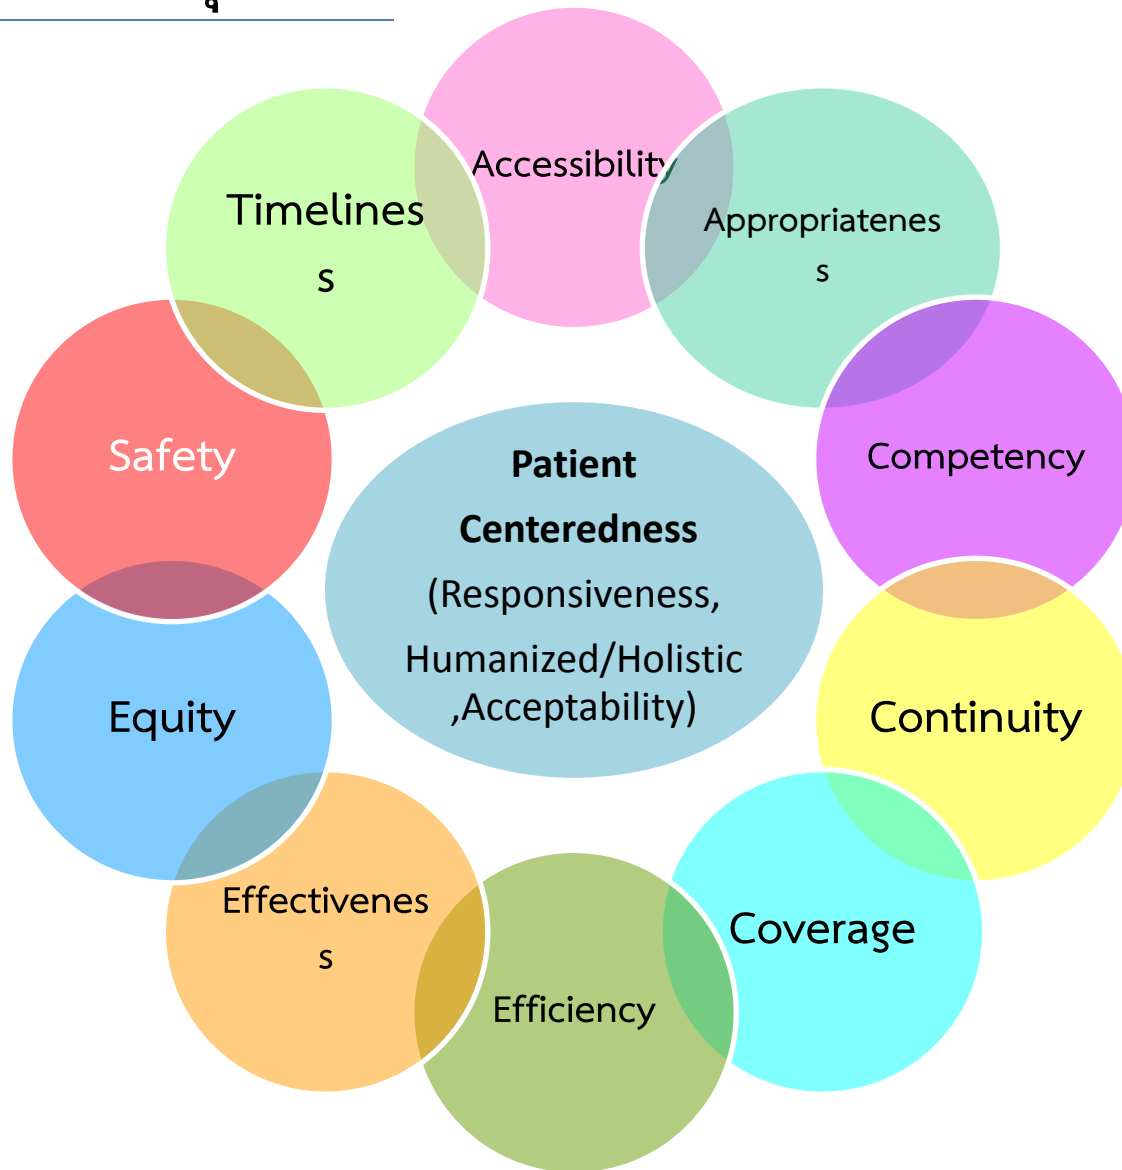 Accessibility
Appropriatenes
s
Competency
Continuity
Coverage
Efficiency
Effectivenes
s
Equity
Safety
Timelines
s
Patient
Centeredness
(Responsiveness,
Humanized/Holistic
,Acceptability)